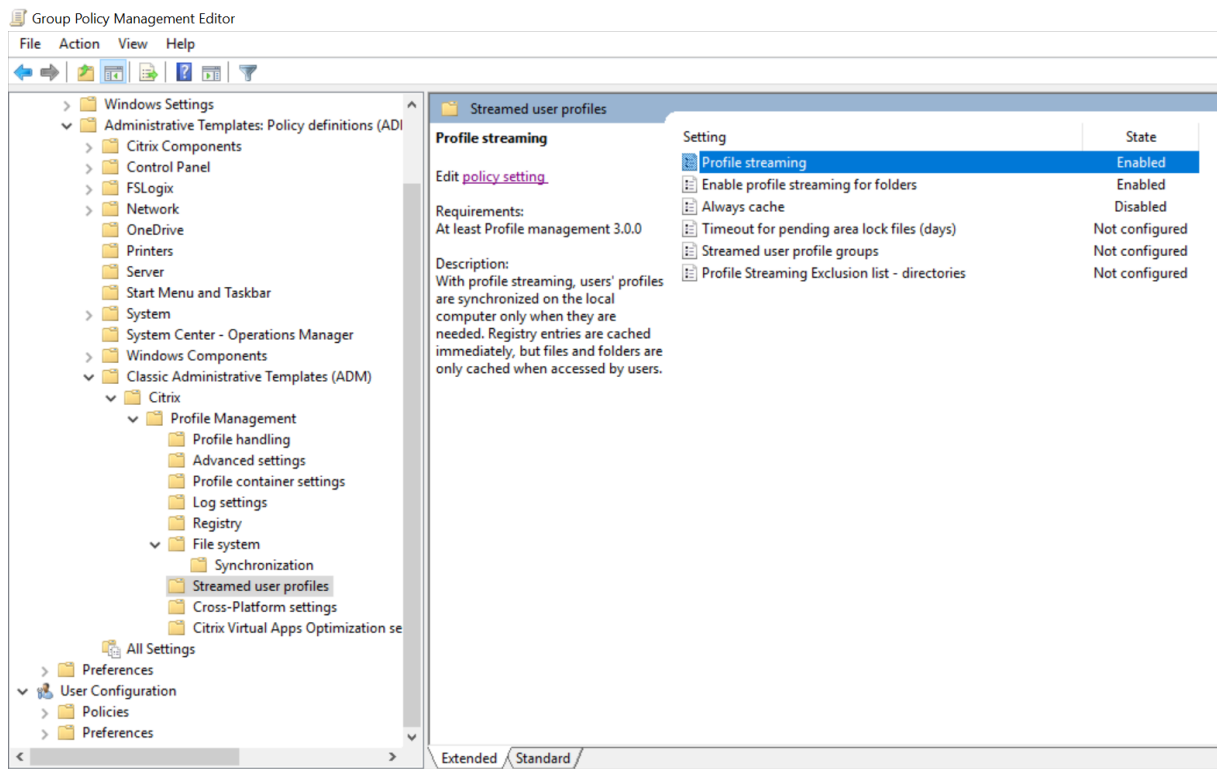 Group Policy Management Editor
File Action View Help
Windows Settings
Administrative Templates: Policy definitions (ADI
Citrix Components
Control Panel
FSLogix
Network
OneDrive
Printers
Server
Start Menu and Taskbar
System
System Center - Operations Manager
Windows Components
Classic Administrative Templates (ADM)
Citrix
Profile Management
Profile handling
Advanced settings
Profile container settings
Log settings
Registry
File system
Synchronization
Streamed user profiles
Cross-Platform settings
Citrix Virtual Apps Optimization se
All Settings
Preferences
User Configuration
Policies
Preferences
Streamed user profiles
Profile streaming
Edit policy setting
Requirements:
At least Profile management 3.0.0
Description:
With profile streaming, users' profiles
are synchronized on the local
computer only when they are
needed. Registry entries are cached
immediately, but files and folders are
only cached when accessed by users.
Setting State
Profile streaming Enabled
Enable profile streaming for folders Enabled
Always cache Disabled
Timeout for pending area lock files (days) Not configured
Streamed user profile groups Not configured
Profile Streaming Exclusion list - directories Not configured
Extended Standard